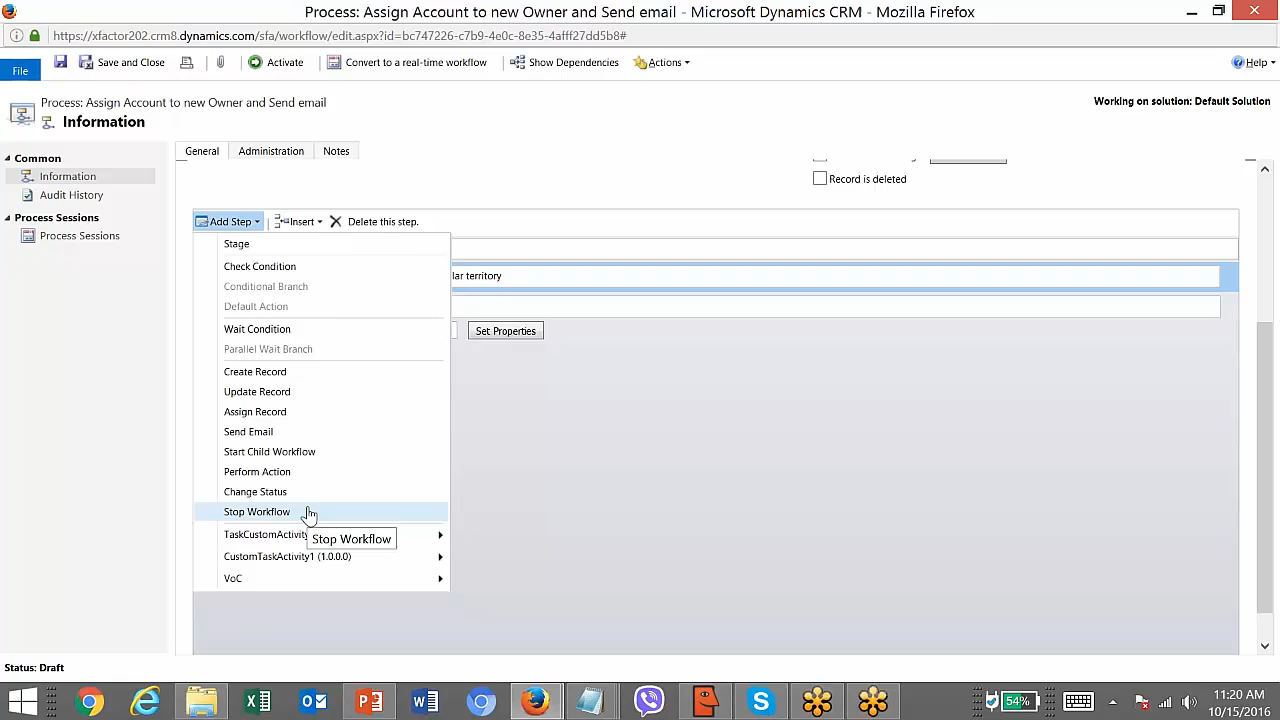 Process: Assign Account to new Owner and Send email - Microsoft Dynamics CRM - Mozilla Firefox
https://xfactor202.crm8.dynamics.com/sfa/workflow/edit.aspx?id=bc747226-c7b9-4e0c-8e35-4afff27dd5b8#
File
Save and Close
Activate
Convert to a real-time workflow
Show Dependencies
Actions
Help
Process: Assign Account to new Owner and Send email
Information
Working on solution: Default Solution
Common
Information
Audit History
Process Sessions
Process Sessions
General
Administration
Notes
Record is deleted
Add Step
Insert
Delete this step.
Stage
Check Condition
Conditional Branch
Default Action
Wait Condition
Parallel Wait Branch
Create Record
Update Record
Assign Record
Send Email
Start Child Workflow
Perform Action
Change Status
Stop Workflow
TaskCustomActivity
CustomTaskActivity1 (1.0.0.0)
VoC
Stop Workflow
lar territory
Set Properties
Status: Draft
54%
11:20 AM
10/15/2016